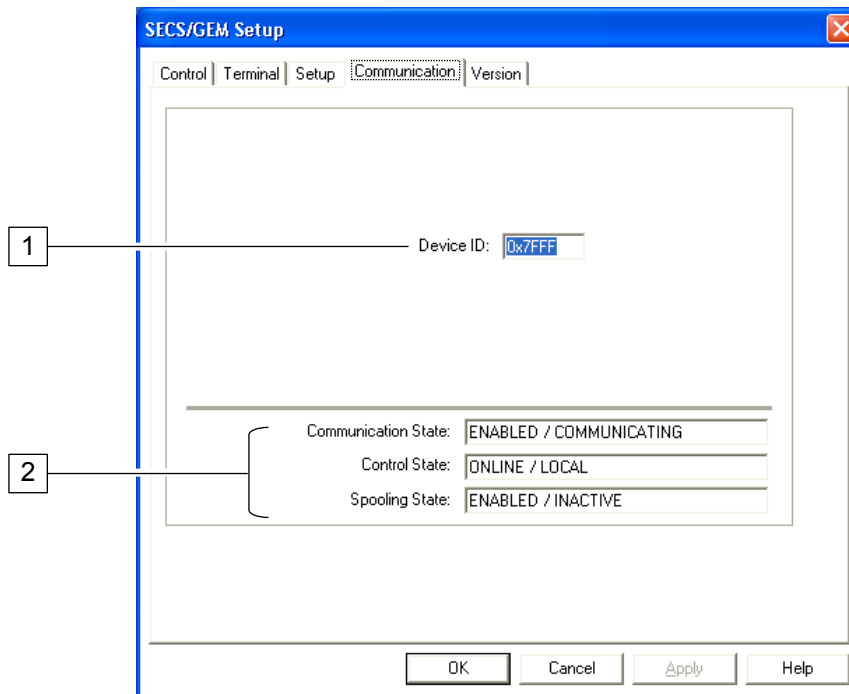 SECS/GEM Setup
Control Terminal Setup Communication Version
1
Device ID: 0x7FFF
Communication State: ENABLED / COMMUNICATING
2
Control State: ONLINE / LOCAL
Spooling State: ENABLED / INACTIVE
OK Cancel Apply Help